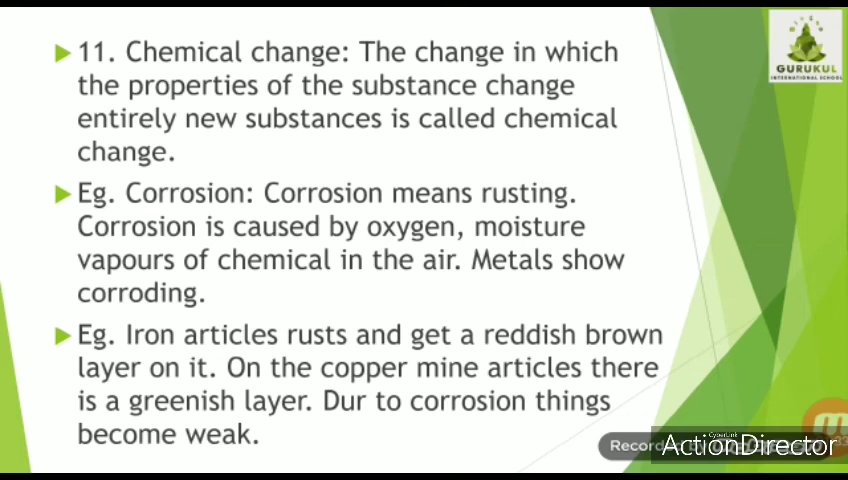 11. Chemical change: The change in which
the properties of the substance change
entirely new substances is called chemical
change.
Eg. Corrosion: Corrosion means rusting.
Corrosion is caused by oxygen, moisture
vapours of chemical in the air. Metals show
corroding.
Eg. Iron articles rusts and get a reddish brown
layer on it. On the copper mine articles there
is a greenish layer. Dur to corrosion things
become weak.
GURUKUL
INTERNATIONAL SCHOOL
Recorded by
CyberLink
ActionDirector